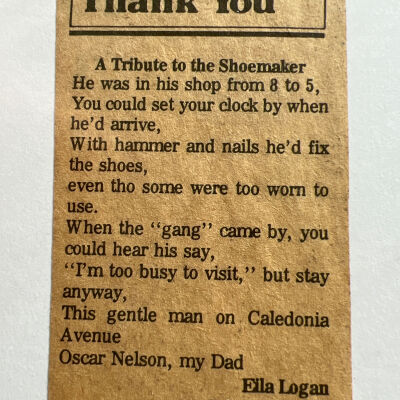 Thank You
A Tribute to the Shoemaker
He was in his shop from 8 to 5,
You could set your clock by when
he'd arrive,
With hammer and nails he'd fix
the shoes,
even tho some were too worn to
use.
When the "gang" came by, you
could hear his say,
"I'm too busy to visit," but stay
anyway,
This gentle man on Caledonia
Avenue
Oscar Nelson, my Dad
Ella Logan